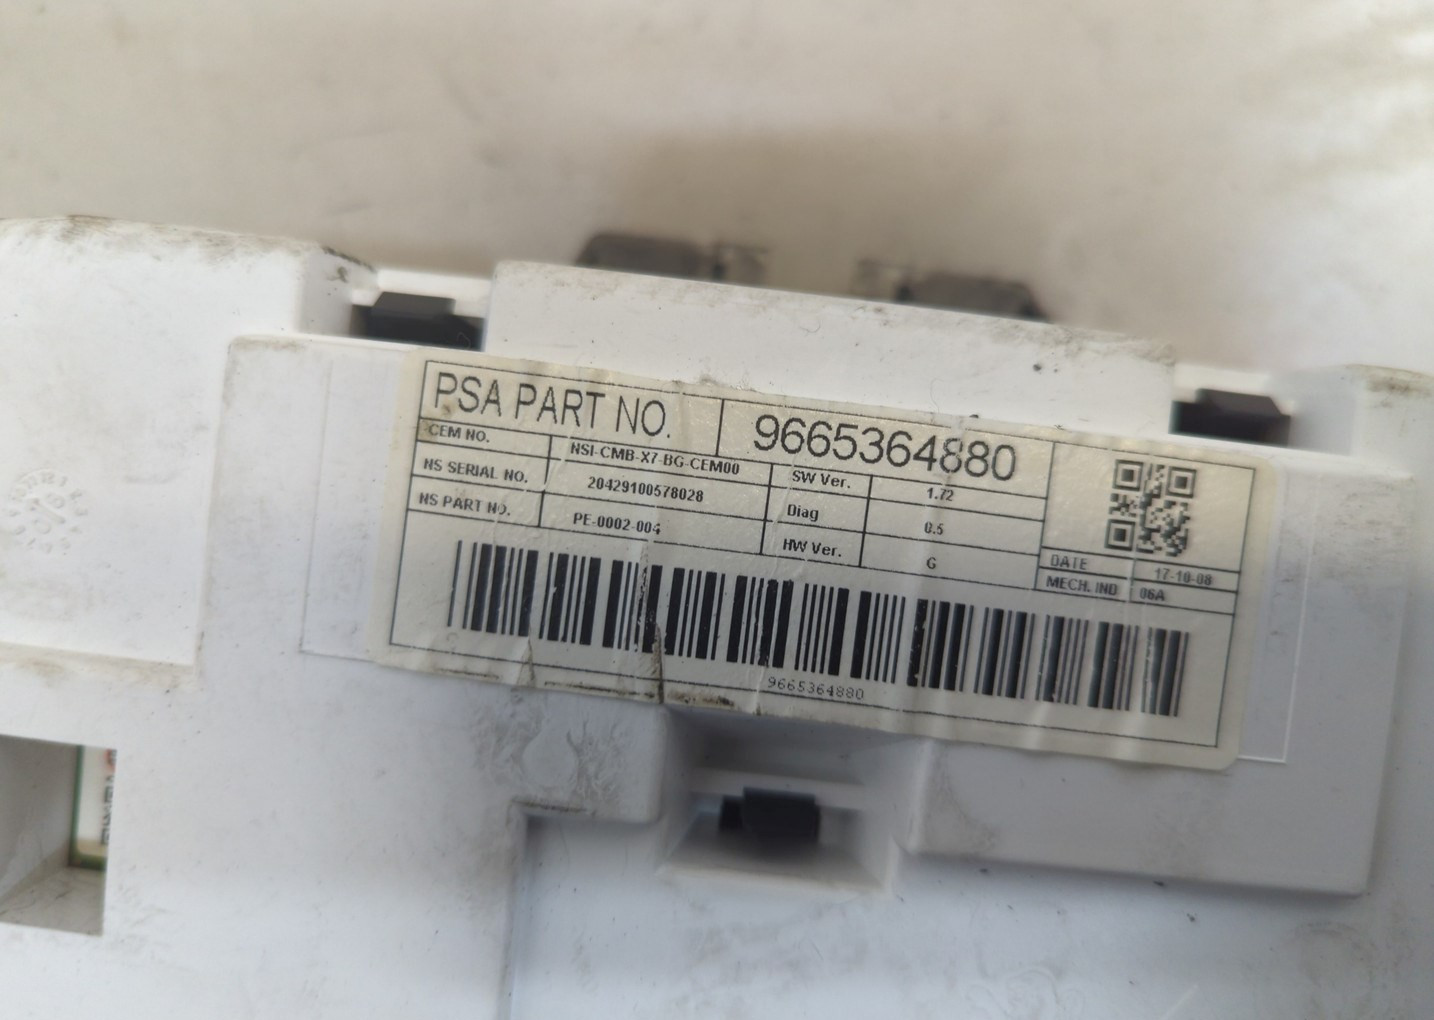 PSA PART NO. 9665364880
CEM NO. NSI-CMB-X7-BG-CEM00 SW Ver. 1.72
NS SERIAL NO. 20429100578028 Diag 0.5
NS PART NO. PE-0002-004 HW Ver. G
DATE 17-10-08
MECH. IND 06A
9665364880